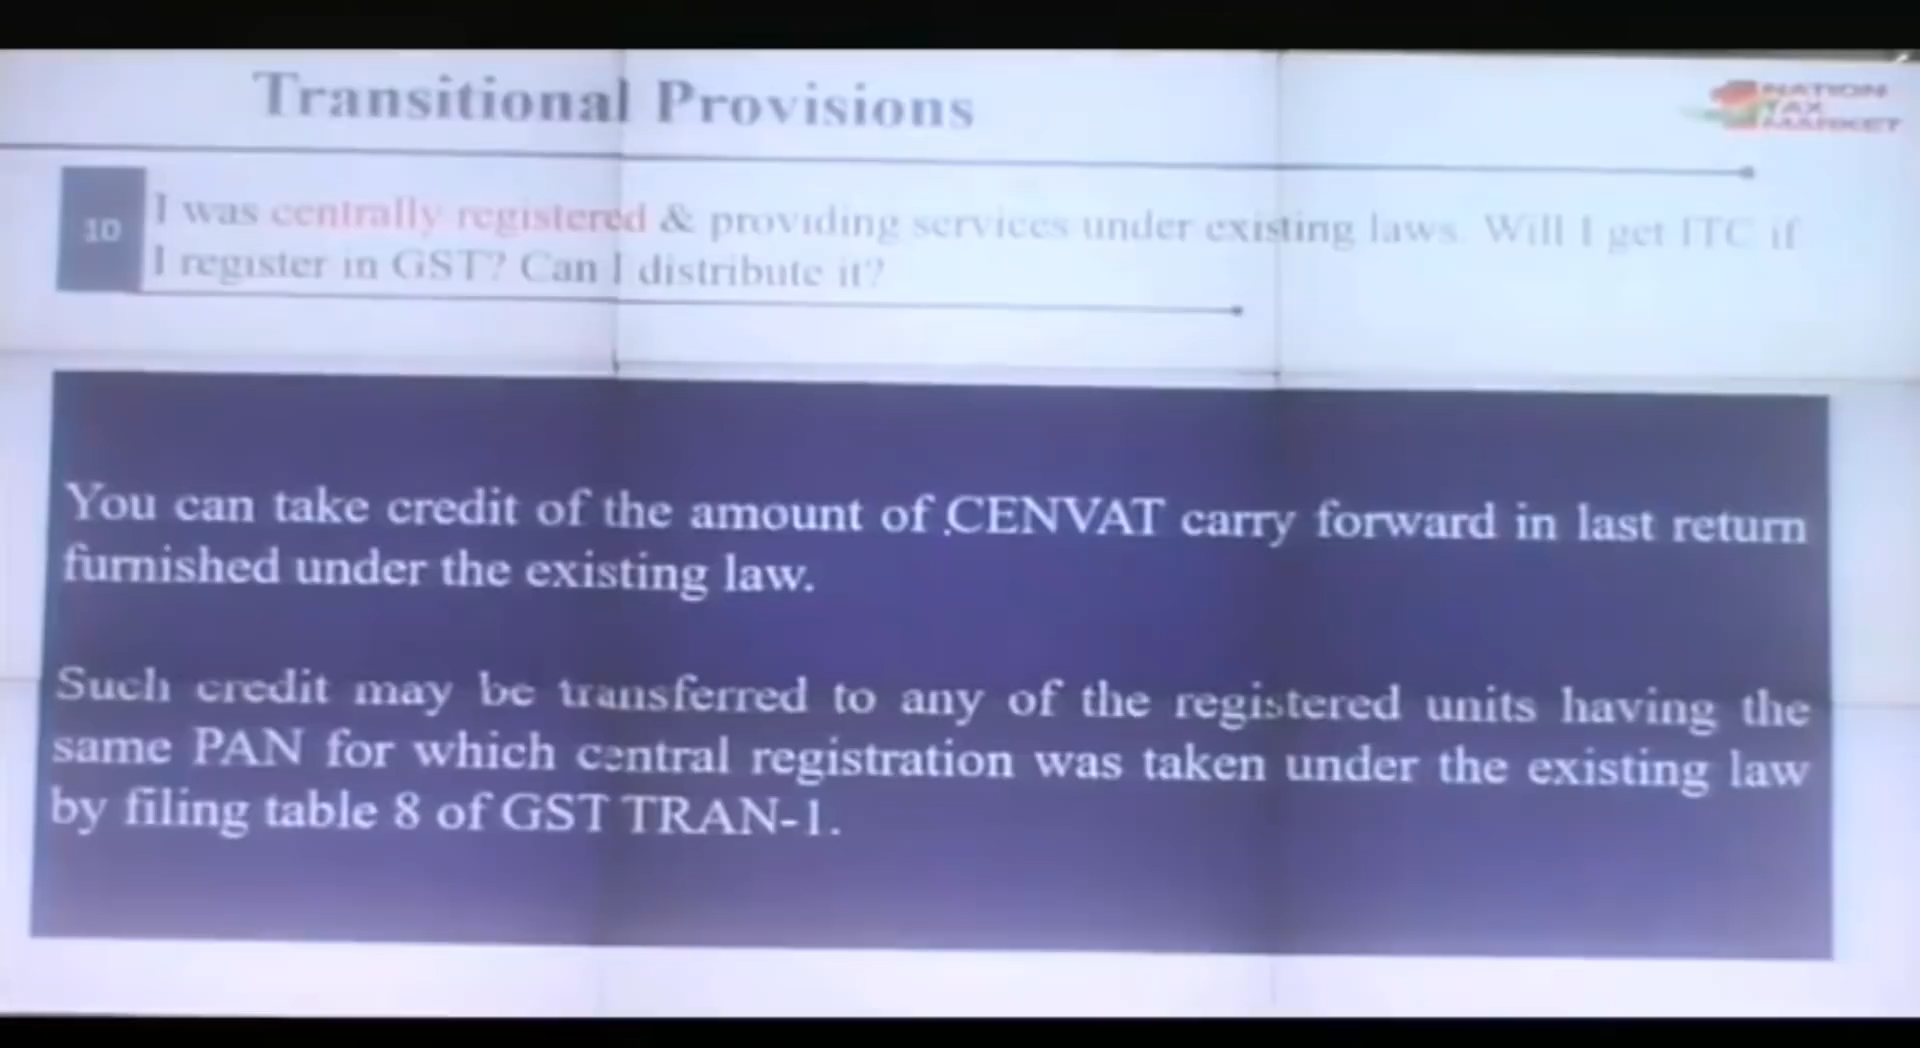 Transitional Provisions
NATION
TAX
MARKET
10
I was centrally registered & providing services under existing laws. Will I get ITC if
I register in GST? Can I distribute it?
You can take credit of the amount of CENVAT carry forward in last return
furnished under the existing law.
Such credit may be transferred to any of the registered units having the
same PAN for which central registration was taken under the existing law
by filing table 8 of GST TRAN-1.